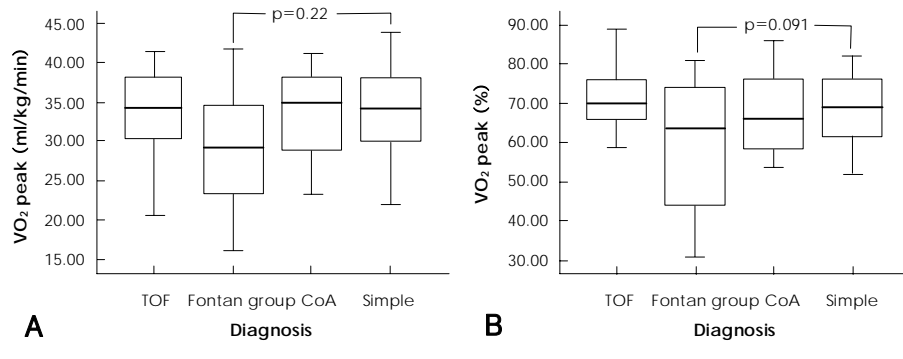 45.00
40.00
35.00
30.00
25.00
20.00
15.00
VO₂ peak (ml/kg/min)
p=0.22
TOF Fontan group CoA Simple
Diagnosis
A
90.00
80.00
70.00
60.00
50.00
40.00
30.00
VO₂ peak (%)
p=0.091
TOF Fontan group CoA Simple
Diagnosis
B